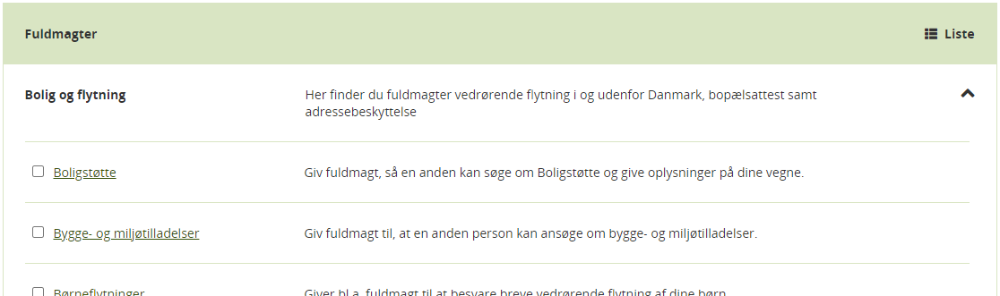 Fuldmagter
Liste
Bolig og flytning
Her finder du fuldmagter vedrørende flytning i og udenfor Danmark, bopælsattest samt
adressebeskyttelse
Boligstøtte
Giv fuldmagt, så en anden kan søge om Boligstøtte og give oplysninger på dine vegne.
Bygge- og miljøtilladelser
Giv fuldmagt til, at en anden person kan ansøge om bygge- og miljøtilladelser.
Børneflytninger
Giver bl.a. fuldmagt til at besvare breve vedrørende flytning af dine børn.